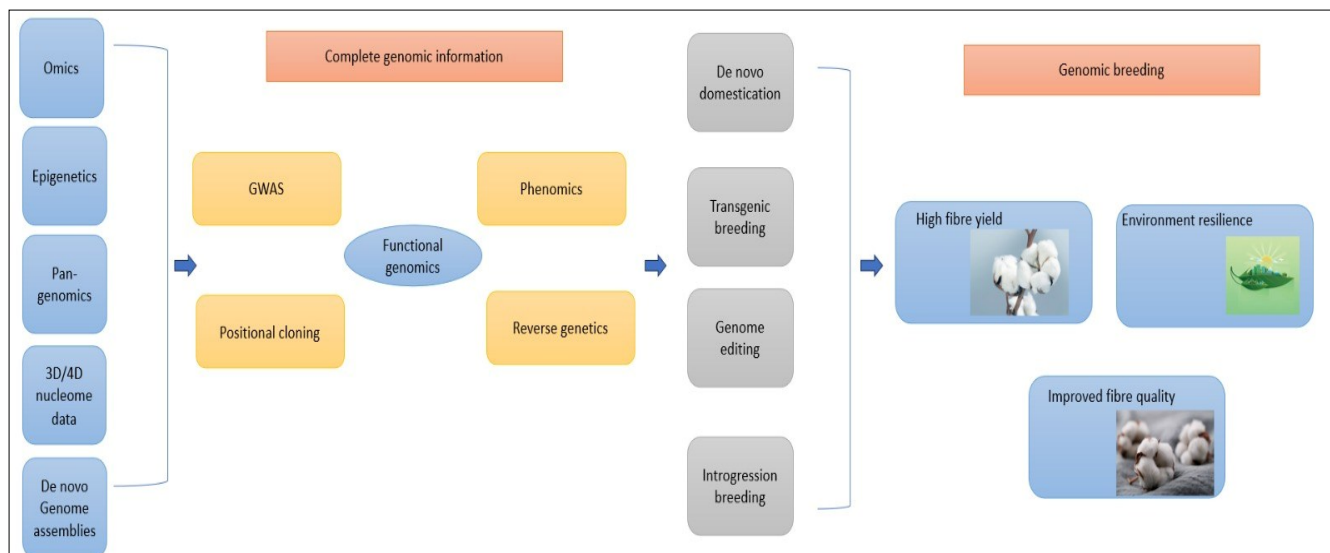 Omics
Epigenetics
Pan-
genomics
3D/4D
nucleome
data
De novo
Genome
assemblies
Complete genomic information
GWAS
Phenomics
Functional
genomics
Positional cloning
Reverse genetics
De novo
domestication
Transgenic
breeding
Genome
editing
Introgression
breeding
Genomic breeding
High fibre yield
Environment resilience
Improved fibre quality